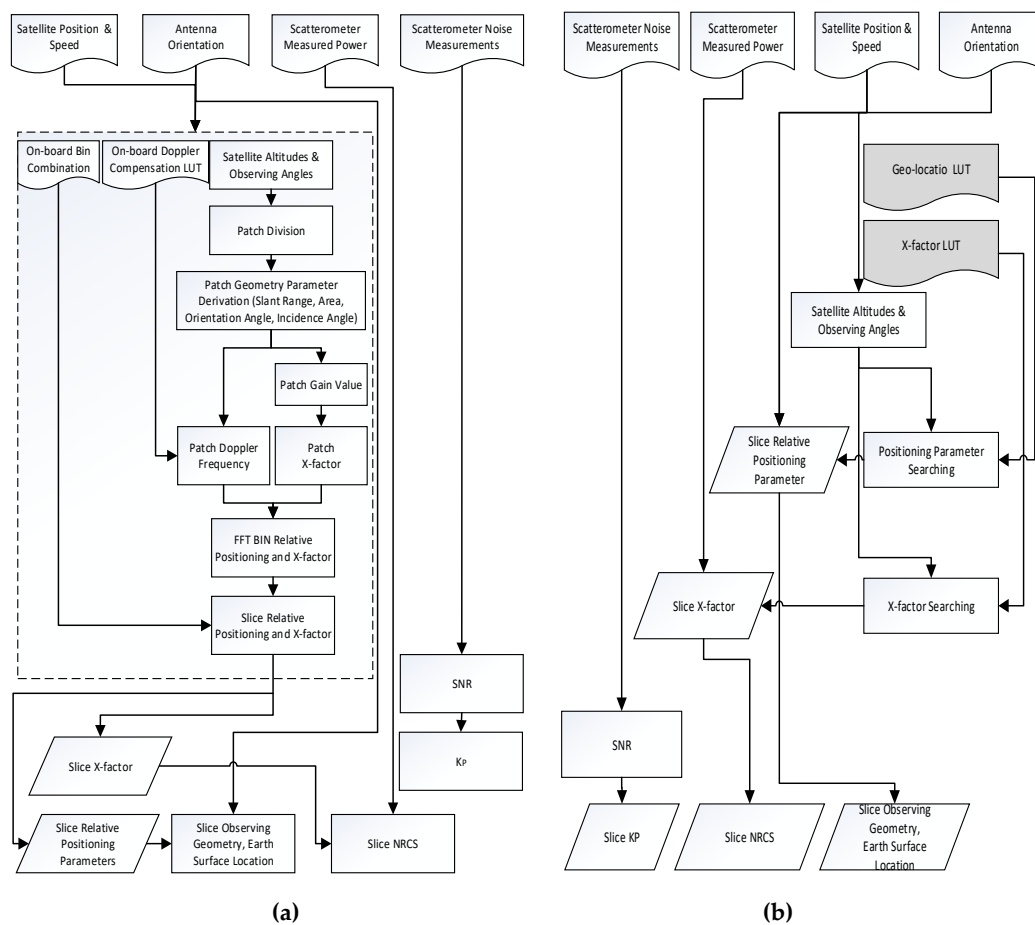 Satellite Position &
Speed
Antenna
Orientation
Scatterometer
Measured Power
Scatterometer Noise
Measurements
On-board Bin
Combination
On-board Doppler
Compensation LUT
Satellite Altitudes &
Observing Angles
Patch Division
Patch Geometry Parameter
Derivation (Slant Range, Area,
Orientation Angle, Incidence Angle)
Patch Gain Value
Patch Doppler
Frequency
Patch
X-factor
FFT BIN Relative
Positioning and X-factor
Slice Relative
Positioning and X-factor
SNR
KP
Slice X-factor
Slice Relative
Positioning
Parameters
Slice Observing
Geometry, Earth
Surface Location
Slice NRCS
(a)
Scatterometer Noise
Measurements
Scatterometer
Measured Power
Satellite Position
& Speed
Antenna
Orientation
Geo-locatio LUT
X-factor LUT
Satellite Altitudes &
Observing Angles
Slice Relative
Positioning
Parameter
Positioning Parameter
Searching
Slice X-factor
X-factor Searching
SNR
Slice KP
Slice NRCS
Slice Observing
Geometry,
Earth Surface
Location
(b)